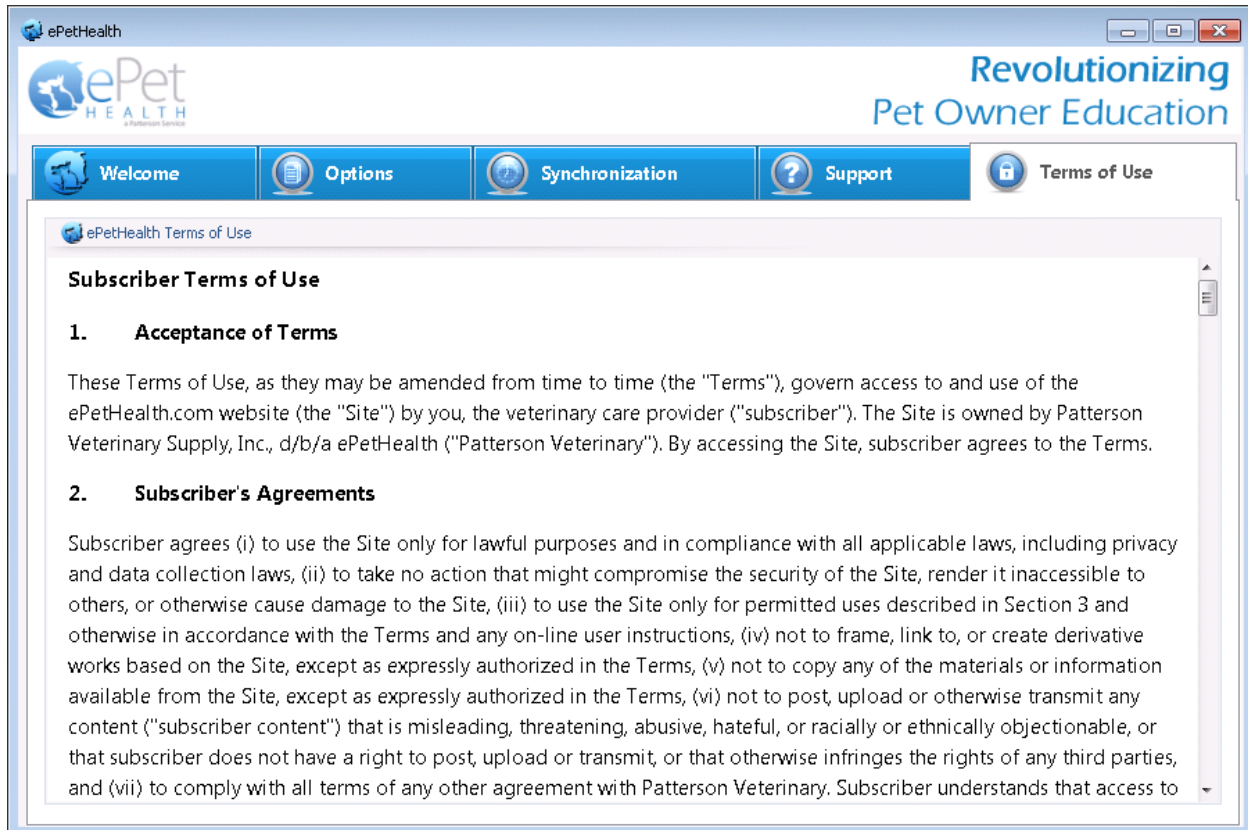 ePetHealth
ePet
HEALTH
a Patterson Service
Revolutionizing
Pet Owner Education
Welcome
Options
Synchronization
Support
Terms of Use
ePetHealth Terms of Use
Subscriber Terms of Use
1. Acceptance of Terms
These Terms of Use, as they may be amended from time to time (the "Terms"), govern access to and use of the
ePetHealth.com website (the "Site") by you, the veterinary care provider ("subscriber"). The Site is owned by Patterson
Veterinary Supply, Inc., d/b/a ePetHealth ("Patterson Veterinary"). By accessing the Site, subscriber agrees to the Terms.
2. Subscriber's Agreements
Subscriber agrees (i) to use the Site only for lawful purposes and in compliance with all applicable laws, including privacy
and data collection laws, (ii) to take no action that might compromise the security of the Site, render it inaccessible to
others, or otherwise cause damage to the Site, (iii) to use the Site only for permitted uses described in Section 3 and
otherwise in accordance with the Terms and any on-line user instructions, (iv) not to frame, link to, or create derivative
works based on the Site, except as expressly authorized in the Terms, (v) not to copy any of the materials or information
available from the Site, except as expressly authorized in the Terms, (vi) not to post, upload or otherwise transmit any
content ("subscriber content") that is misleading, threatening, abusive, hateful, or racially or ethnically objectionable, or
that subscriber does not have a right to post, upload or transmit, or that otherwise infringes the rights of any third parties,
and (vii) to comply with all terms of any other agreement with Patterson Veterinary. Subscriber understands that access to